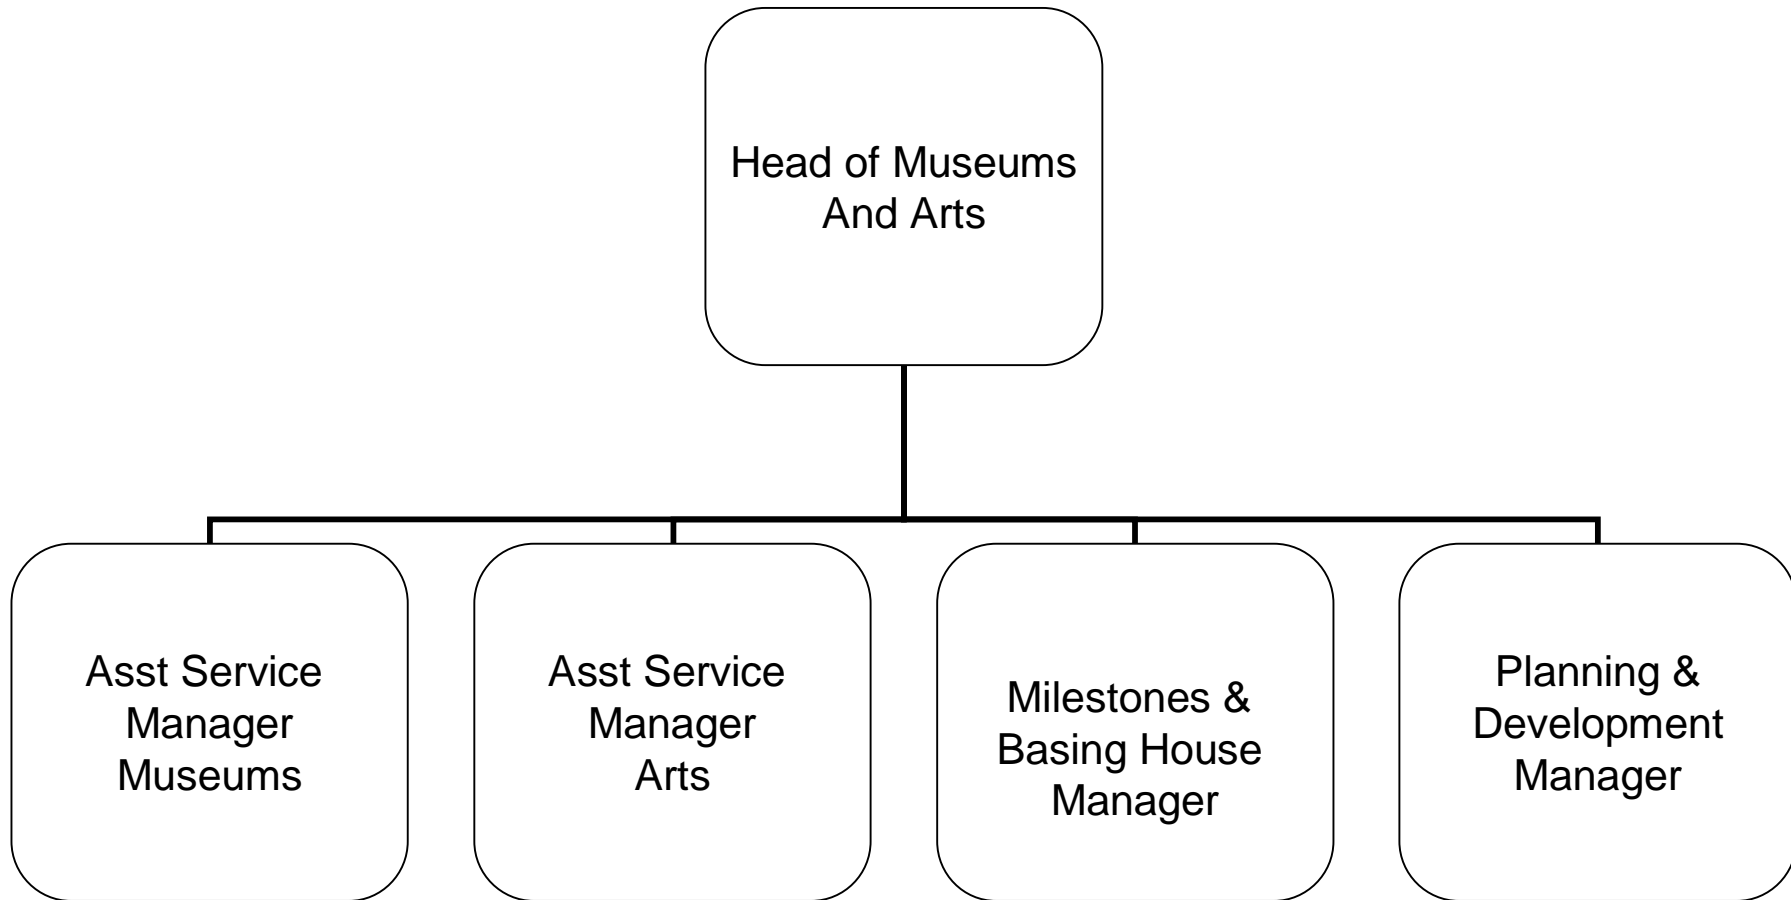 Head of Museums
And Arts
Asst Service
Manager
Museums
Asst Service
Manager
Arts
Milestones &
Basing House
Manager
Planning &
Development
Manager